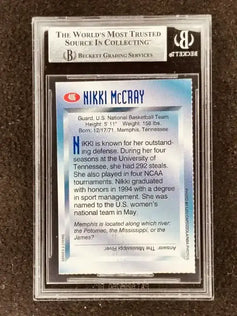 THE WORLD'S MOST TRUSTED
SOURCE IN COLLECTING™
BECKETT GRADING SERVICES
NIKKI McCRAY
Guard, U.S. National Basketball Team
Height: 5' 11" Weight: 158 lbs.
Born: 12/17/71, Memphis, Tennessee
NIKKI is known for her outstand-
ing defense. During her four
seasons at the University of
Tennessee, she had 292 steals.
She also played in four NCAA
tournaments. Nikki graduated
with honors in 1994 with a degree
in sport management. She was
named to the U.S. women's
national team in May.
Memphis is located along which river:
the Potomac, the Mississippi, or the
James?
Answer: The Mississippi River